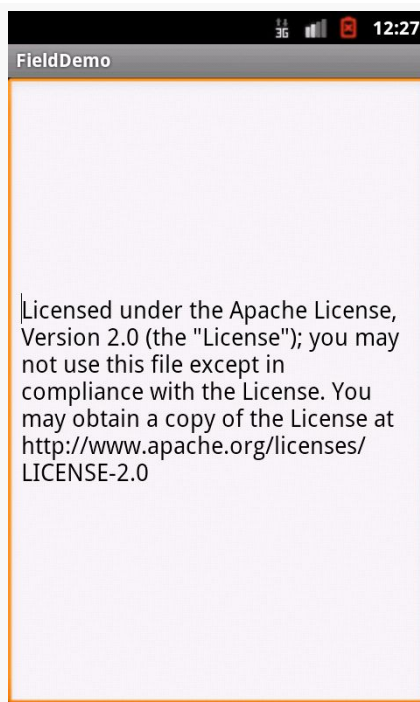 3G 12:27
FieldDemo
Licensed under the Apache License,
Version 2.0 (the "License"); you may
not use this file except in
compliance with the License. You
may obtain a copy of the License at
http://www.apache.org/licenses/
LICENSE-2.0